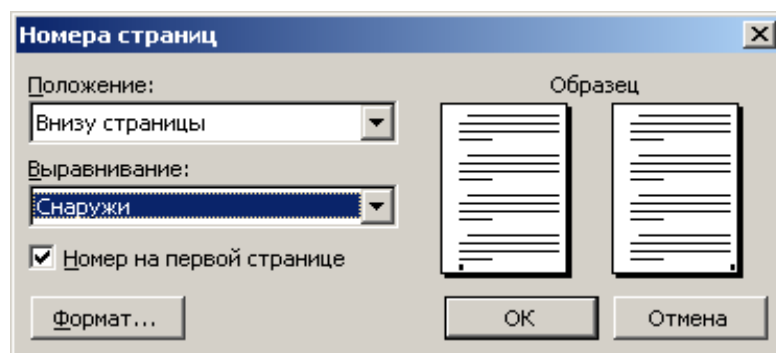 Номера страниц
Положение:
Образец
Внизу страницы
Выравнивание:
Снаружи
Номер на первой странице
Формат...
ОК
Отмена